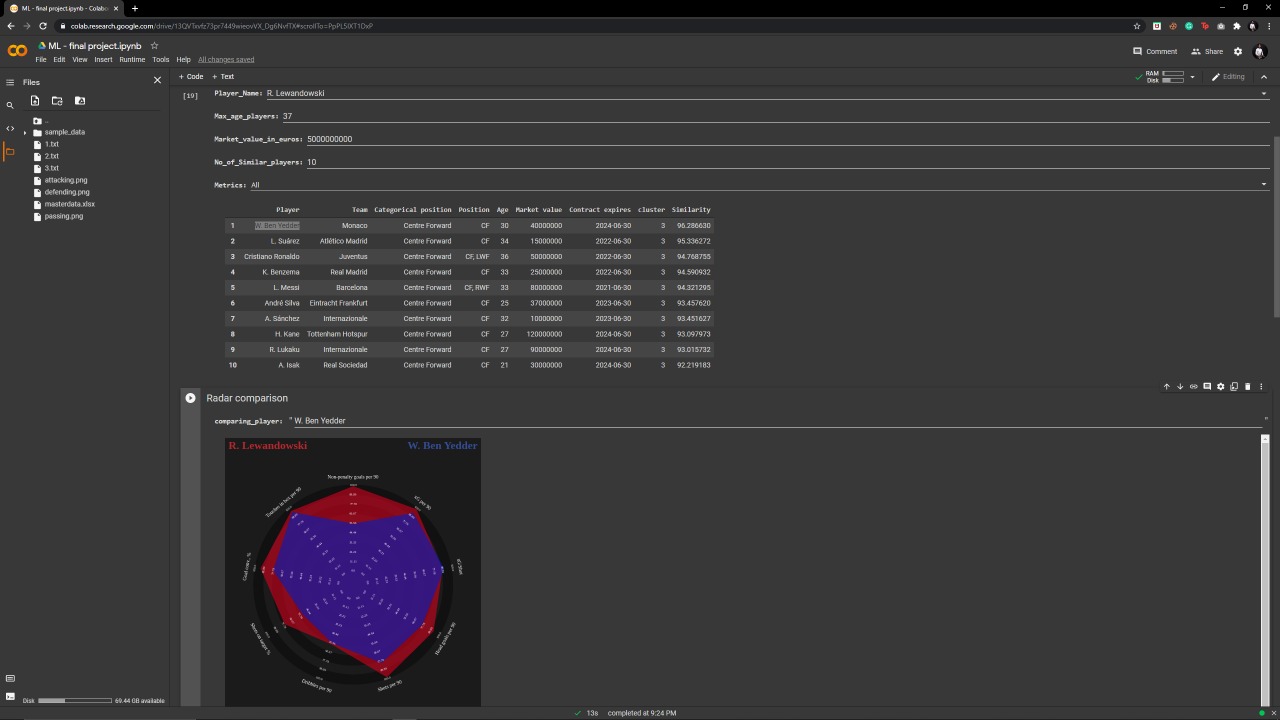 ML - final project.ipynb - Colabo
colab.research.google.com/drive/13QVTxvfz73pr7449wieovVX_Dg6NvfTX#scrollTo=PpPL5IXT1OxP
ML - final project.ipynb
File Edit View Insert Runtime Tools Help All changes saved
Comment Share
Files
+ Code + Text
RAM
Disk
Editing
..
sample_data
1.txt
2.txt
3.txt
attacking.png
defending.png
masterdata.xlsx
passing.png
Disk 69.44 GB available
[19] Player_Name: R. Lewandowski
Max_age_players: 37
Market_value_in_euros: 5000000000
No_of_Similar_players: 10
Metrics: All
Player Team Categorical position Position Age Market value Contract expires cluster Similarity
1 W. Ben Yedder Monaco Centre Forward CF 30 40000000 2024-06-30 3 96.286630
2 L. Suárez Atlético Madrid Centre Forward CF 34 15000000 2022-06-30 3 95.336272
3 Cristiano Ronaldo Juventus Centre Forward CF, LWF 36 50000000 2022-06-30 3 94.768755
4 K. Benzema Real Madrid Centre Forward CF 33 25000000 2022-06-30 3 94.590932
5 L. Messi Barcelona Centre Forward CF, RWF 33 80000000 2021-06-30 3 94.321295
6 André Silva Eintracht Frankfurt Centre Forward CF 25 37000000 2023-06-30 3 93.457620
7 A. Sánchez Internazionale Centre Forward CF 32 10000000 2023-06-30 3 93.451627
8 H. Kane Tottenham Hotspur Centre Forward CF 27 120000000 2024-06-30 3 93.097973
9 R. Lukaku Internazionale Centre Forward CF 27 90000000 2024-06-30 3 93.015732
10 A. Isak Real Sociedad Centre Forward CF 21 30000000 2024-06-30 3 92.219183
Radar comparison
comparing_player: " W. Ben Yedder "
R. Lewandowski W. Ben Yedder
Non-penalty goals per 90
Touches in box per 90
xG per 90
Goal conv, %
xG/Shot
Shots on target %
Head goals per 90
Dribbles per 90
Shots per 90
13s completed at 9:24 PM